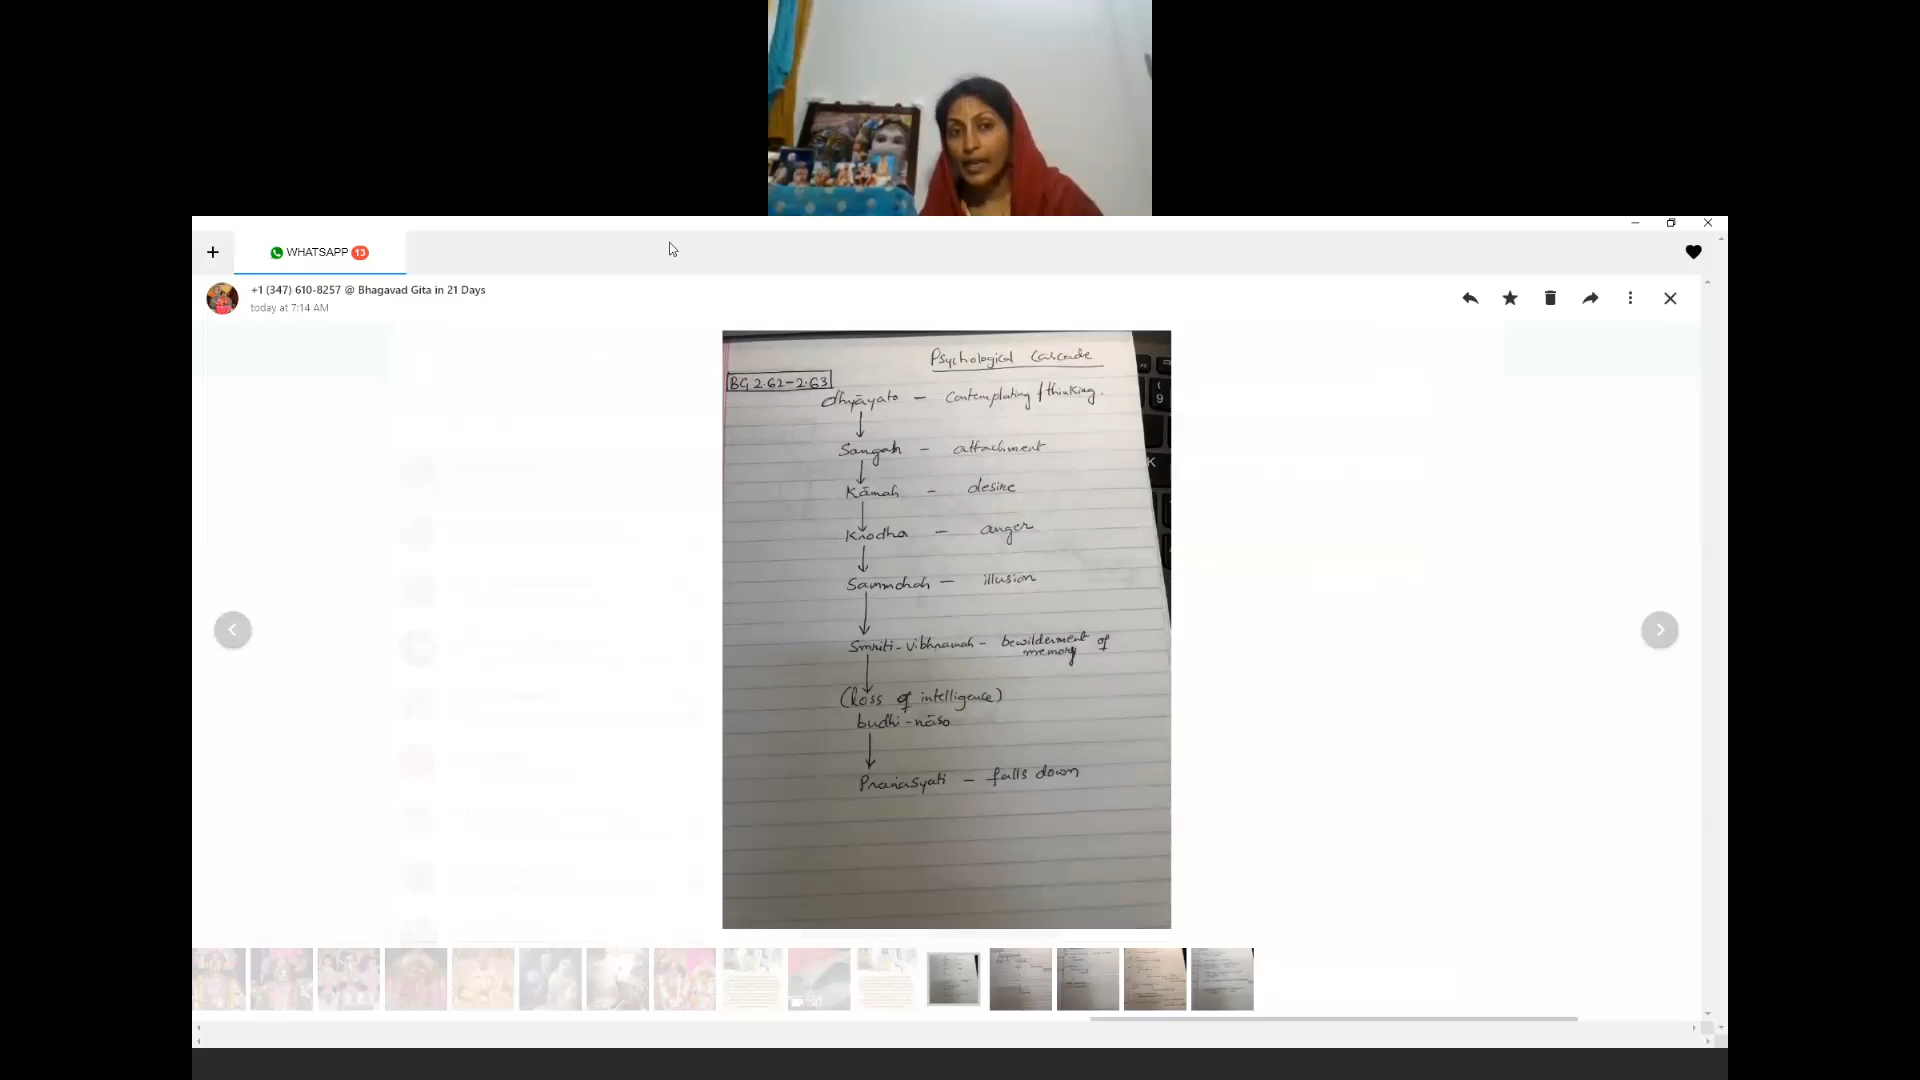 WHATSAPP 13
+1 (347) 610-8257 @ Bhagavad Gita in 21 Days
today at 7:14 AM
Psychological Cascade
BG 2.62-2.63
dhyāyato - Contemplating / thinking.
Sangah - attachment
Kāmah - desire
Krodha - anger
Sammohah - illusion
Smriti-vibhramah - bewilderment of
memory
(loss of intelligence)
budhi-nāso
Pranasyati - falls down
9
K